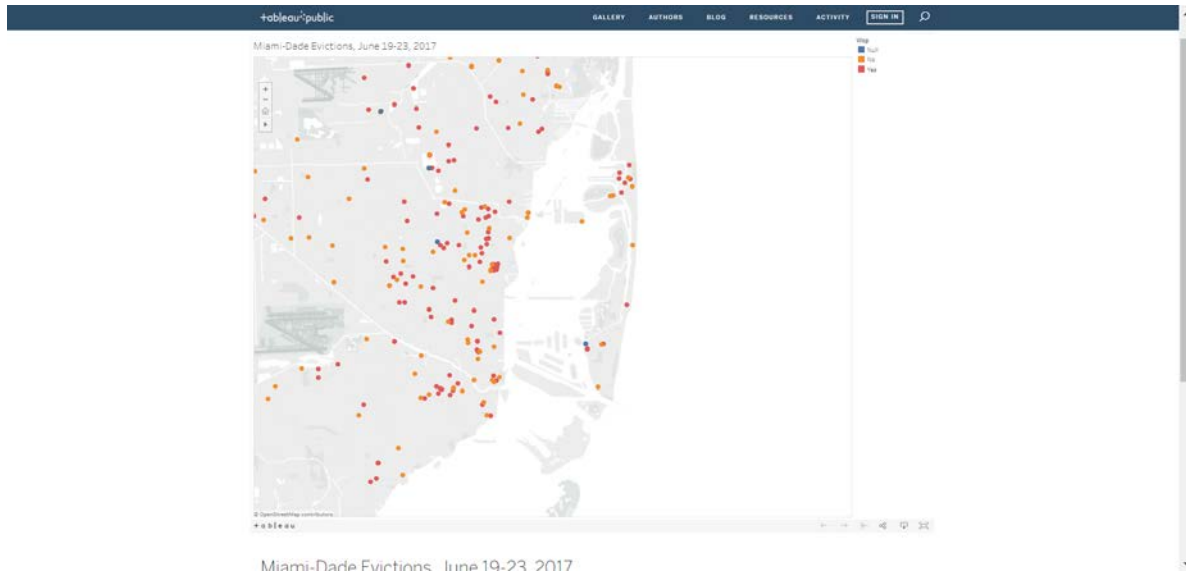 +ableau public
GALLERY AUTHORS BLOG RESOURCES ACTIVITY SIGN IN
Miami-Dade Evictions, June 19-23, 2017
Map
Null
No
Yes
© OpenStreetMap contributors
+ableau
Miami-Dade Evictions, June 19-23, 2017